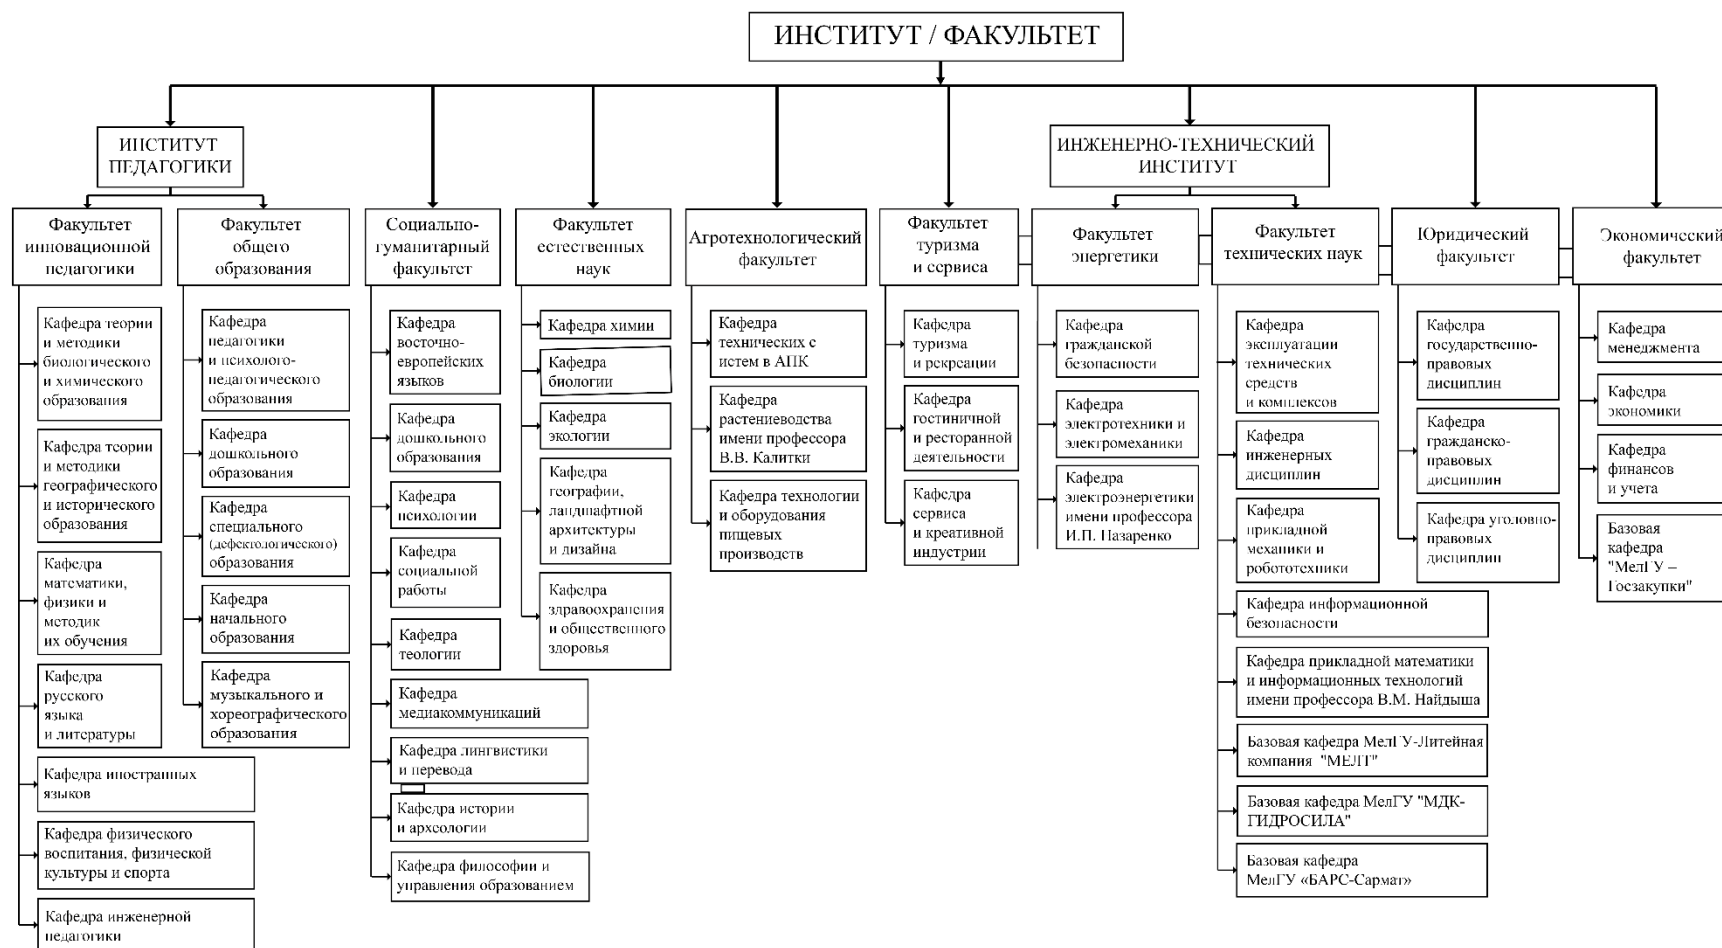 ИНСТИТУТ / ФАКУЛЬТЕТ
ИНСТИТУТ
ПЕДАГОГИКИ
ИНЖЕНЕРНО-ТЕХНИЧЕСКИЙ
ИНСТИТУТ
Факультет
инновационной
педагогики
Факультет
общего
образования
Социально-
гуманитарный
факультет
Факультет
естественных
наук
Агротехнологический
факультет
Факультет
туризма
и сервиса
Факультет
энергетики
Факультет
технических наук
Юридический
факультет
Экономический
факультет
Кафедра теории
и методики
биологического
и химического
образования
Кафедра теории
и методики
географического
и исторического
образования
Кафедра
математики,
физики и
методик
их обучения
Кафедра
русского
языка
и литературы
Кафедра иностранных
языков
Кафедра физического
воспитания, физической
культуры и спорта
Кафедра инженерной
педагогики
Кафедра
педагогики
и психолого-
педагогического
образования
Кафедра
дошкольного
образования
Кафедра
специального
(дефектологического)
образования
Кафедра
начального
образования
Кафедра
музыкального и
хореографического
образования
Кафедра
восточно-
европейских
языков
Кафедра
дошкольного
образования
Кафедра
психологии
Кафедра
социальной
работы
Кафедра
теологии
Кафедра
медиакоммуникаций
Кафедра лингвистики
и перевода
Кафедра истории
и археологии
Кафедра философии и
управления образованием
Кафедра химии
Кафедра
биологии
Кафедра
экологии
Кафедра
географии,
ландшафтной
архитектуры
и дизайна
Кафедра
здравоохранения
и общественного
здоровья
Кафедра
технических с
истем в АПК
Кафедра
растениеводства
имени профессора
В.В. Калитки
Кафедра технологии
и оборудования
пищевых
производств
Кафедра
туризма
и рекреации
Кафедра
гостиничной
и ресторанной
деятельности
Кафедра
сервиса
и креативной
индустрии
Кафедра
гражданской
безопасности
Кафедра
электротехники и
электромеханики
Кафедра
электроэнергетики
имени профессора
И.П. Назаренко
Кафедра
эксплуатации
технических
средств
и комплексов
Кафедра
инженерных
дисциплин
Кафедра
прикладной
механики и
робототехники
Кафедра информационной
безопасности
Кафедра прикладной математики
и информационных технологий
имени профессора В.М. Найдыша
Базовая кафедра МелГУ-Литейная
компания "МЕЛТ"
Базовая кафедра МелГУ "МДК-
ГИДРОСИЛА"
Базовая кафедра
МелГУ «БАРС-Сармат»
Кафедра
государственно-
правовых
дисциплин
Кафедра
гражданско-
правовых
дисциплин
Кафедра уголовно-
правовых
дисциплин
Кафедра
менеджмента
Кафедра
экономики
Кафедра
финансов
и учета
Базовая
кафедра
"МелГУ –
Госзакупки"